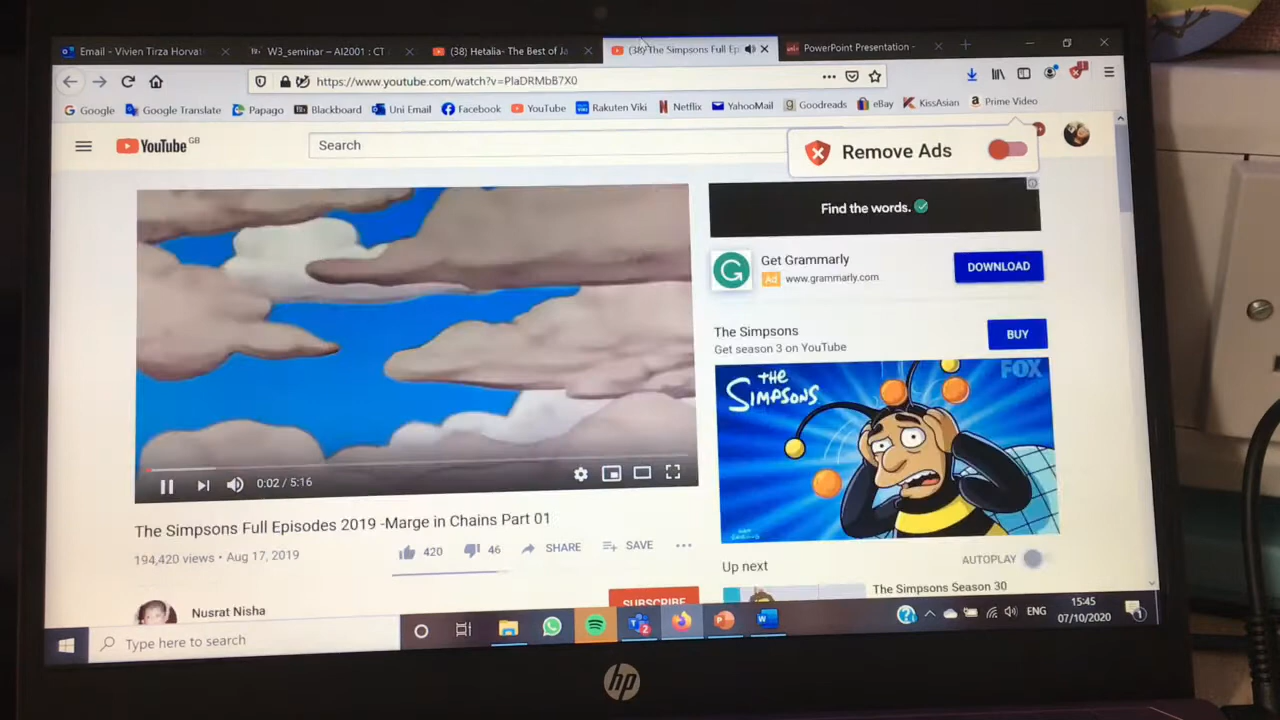 Email - Vivien Tirza Horvat
W3_seminar – AI2001 : CT
(38) Hetalia- The Best of Ja
(38) The Simpsons Full Ep
PowerPoint Presentation -
https://www.youtube.com/watch?v=PlaDRMbB7X0
Google
Google Translate
Papago
Blackboard
Uni Email
Facebook
YouTube
Rakuten Viki
Netflix
YahooMail
Goodreads
eBay
KissAsian
Prime Video
YouTube GB
Search
Remove Ads
Find the words.
Get Grammarly
Ad www.grammarly.com
DOWNLOAD
The Simpsons
Get season 3 on YouTube
BUY
THE
SIMPSONS
FOX
0:02 / 5:16
The Simpsons Full Episodes 2019 -Marge in Chains Part 01
194,420 views • Aug 17, 2019
420
46
SHARE
SAVE
Up next
AUTOPLAY
The Simpsons Season 30
Nusrat Nisha
SUBSCRIBE
Type here to search
2
ENG
15:45
07/10/2020
1
hp